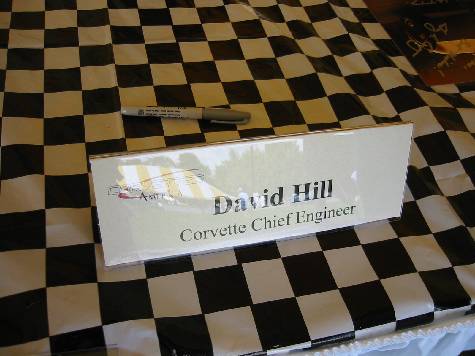 David Hill
Corvette Chief Engineer